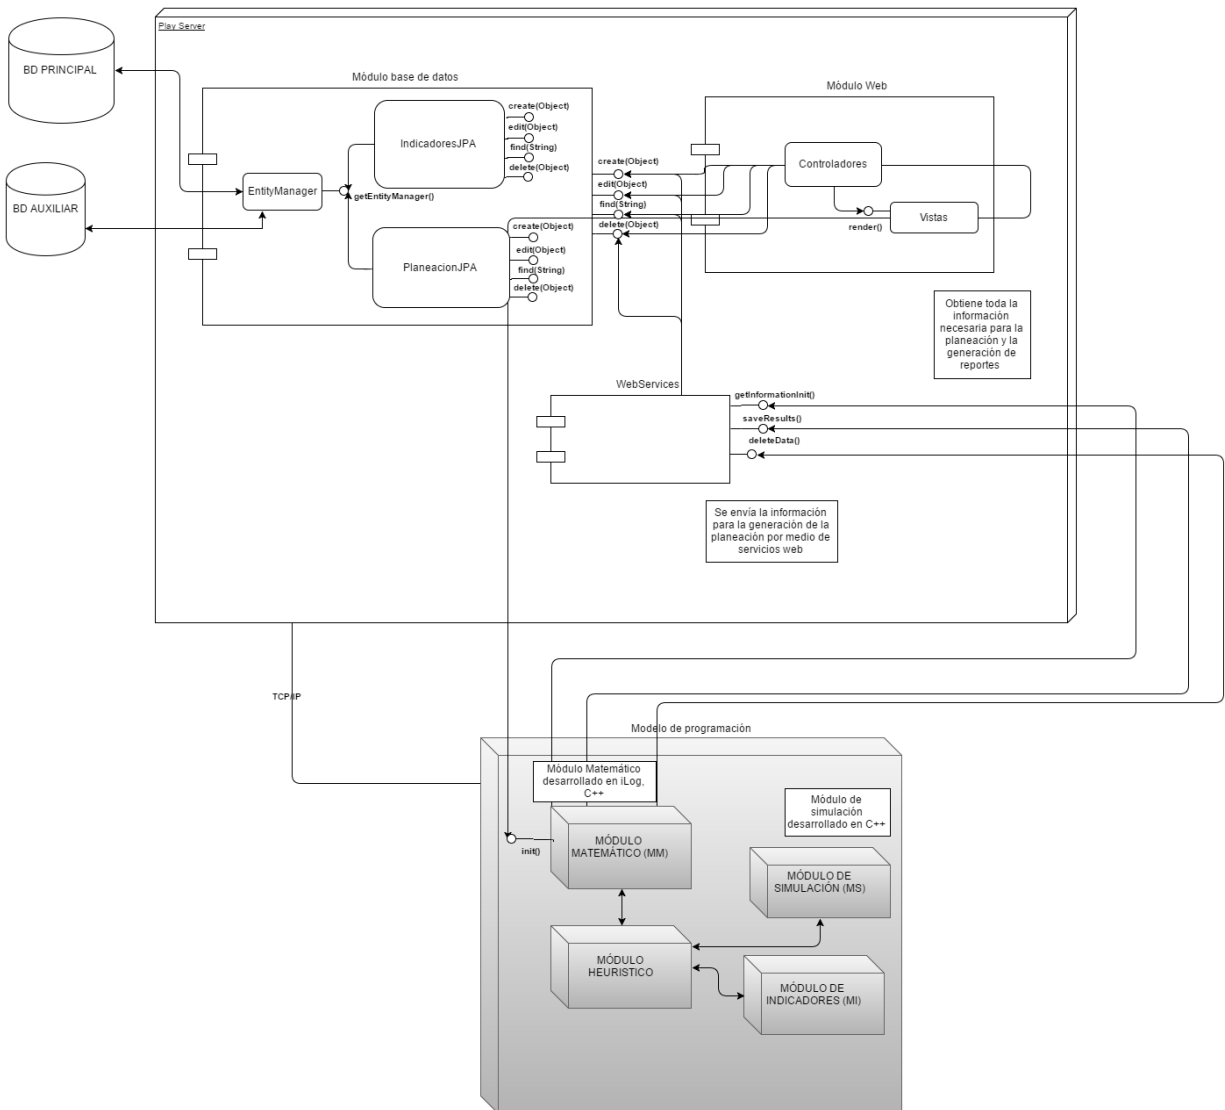 Play Server
BD PRINCIPAL
Módulo base de datos
Mòdulo Web
create(Object)
edit(Object)
find(String)
delete(Object)
IndicadoresJPA
create(Object)
edit(Object)
find(String)
delete(Object)
Controladores
EntityManager
getEntityManager()
BD AUXILIAR
Vistas
render()
create(Object)
edit(Object)
find(String)
delete(Object)
PlaneacionJPA
Obtiene toda la
información
necesaria para la
planeación y la
generación de
reportes
WebServices
getInformationInit()
saveResults()
deleteData()
Se envía la información
para la generación de la
planeación por medio de
servicios web
TCP/IP
Modelo de programación
Mòdulo Matemático
desarrollado en iLog,
C++
Módulo de
simulación
desarrollado en C++
init()
MÓDULO
MATEMÁTICO (MM)
MÓDULO DE
SIMULACIÓN (MS)
MÓDULO
HEURISTICO
MÓDULO DE
INDICADORES (MI)